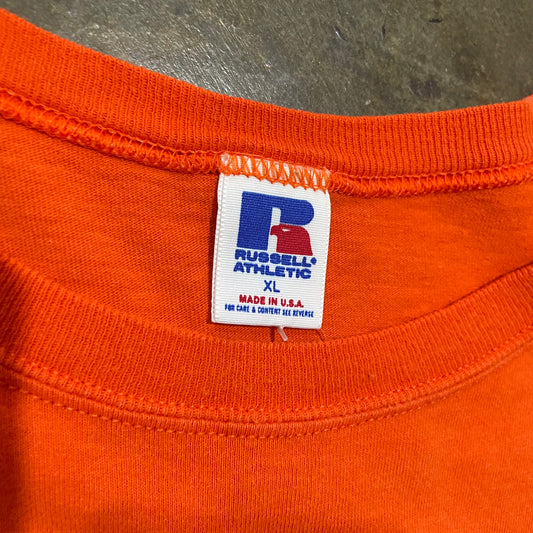 R
RUSSELL®
ATHLETIC
XL
MADE IN U.S.A.
FOR CARE & CONTENT SEE REVERSE